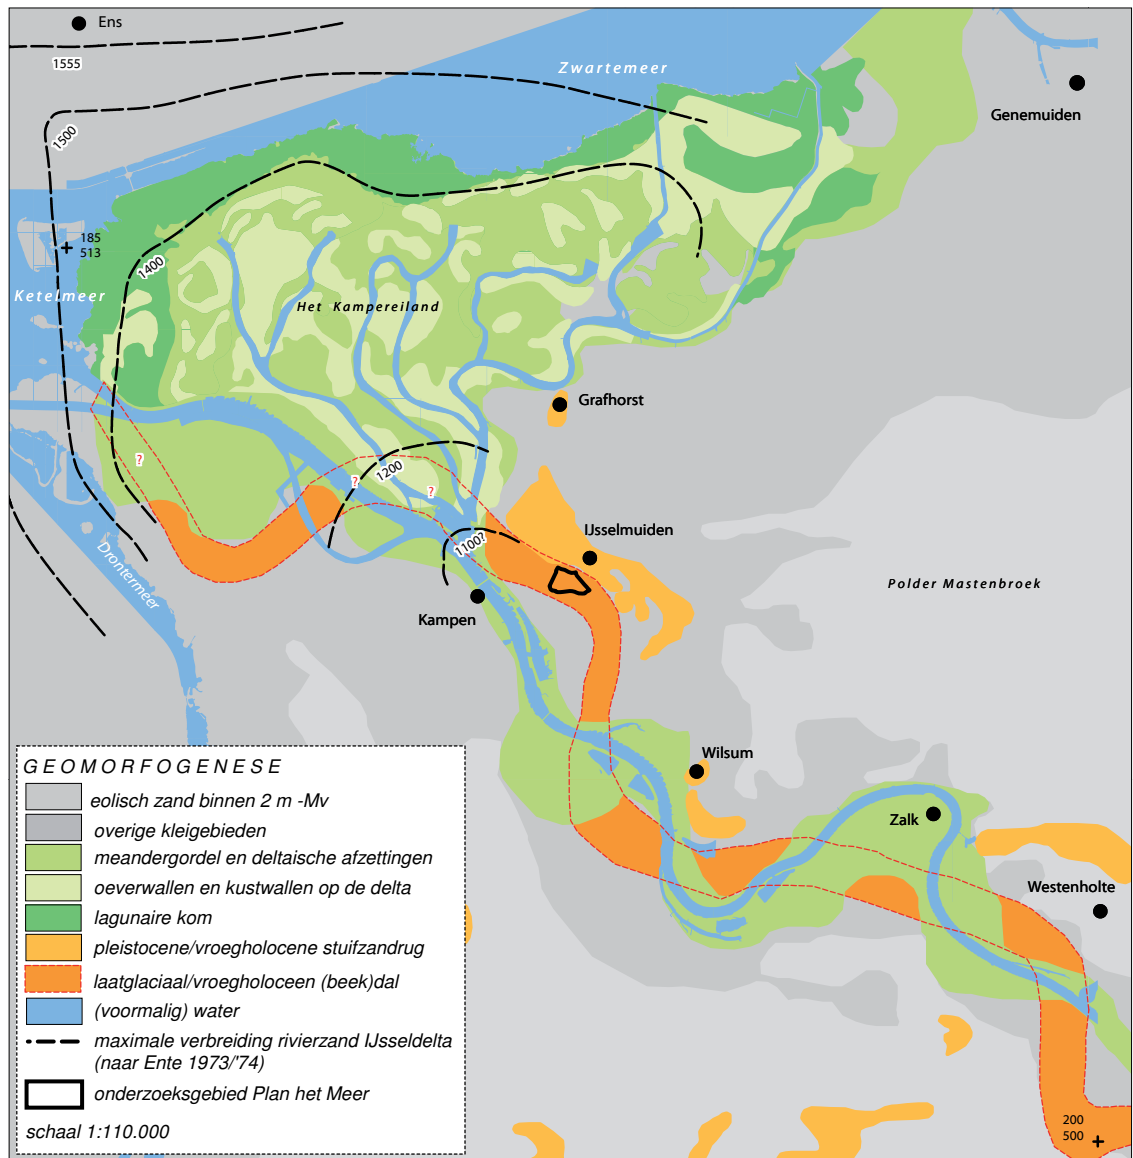 Ens
1555
Zwartemeer
Genemuiden
1500
185
513
1400
Ketelmeer
Het Kampereiland
Grafhorst
?
?
1200
?
IJsselmuiden
1100?
Drontermeer
Polder Mastenbroek
Kampen
Wilsum
Zalk
Westenholte
GEOMORFOGENESE
eolisch zand binnen 2 m -Mv
overige kleigebieden
meandergordel en deltaische afzettingen
oeverwallen en kustwallen op de delta
lagunaire kom
pleistocene/vroegholocene stuifzandrug
laatglaciaal/vroegholoceen (beek)dal
(voormalig) water
maximale verbreiding rivierzand IJsseldelta
(naar Ente 1973/'74)
onderzoeksgebied Plan het Meer
schaal 1:110.000
200
500